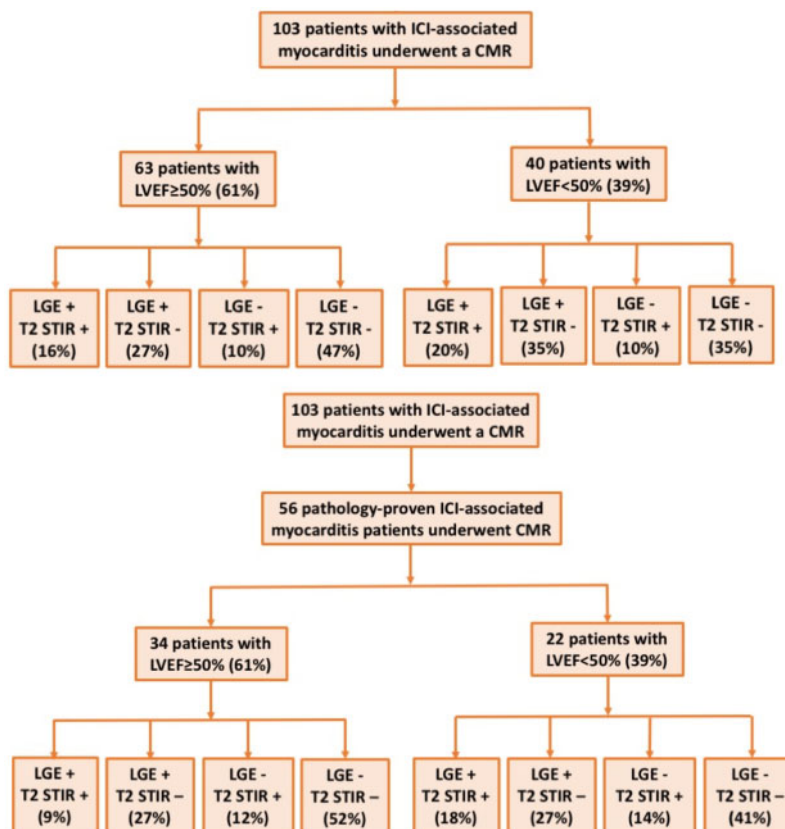 103 patients with ICI-associated
myocarditis underwent a CMR
63 patients with
LVEF≥50% (61%)
40 patients with
LVEF<50% (39%)
LGE +
T2 STIR +
(16%)
LGE +
T2 STIR -
(27%)
LGE -
T2 STIR +
(10%)
LGE -
T2 STIR -
(47%)
LGE +
T2 STIR +
(20%)
LGE +
T2 STIR -
(35%)
LGE -
T2 STIR +
(10%)
LGE -
T2 STIR -
(35%)
103 patients with ICI-associated
myocarditis underwent a CMR
56 pathology-proven ICI-associated
myocarditis patients underwent CMR
34 patients with
LVEF≥50% (61%)
22 patients with
LVEF<50% (39%)
LGE +
T2 STIR +
(9%)
LGE +
T2 STIR –
(27%)
LGE -
T2 STIR +
(12%)
LGE -
T2 STIR –
(52%)
LGE +
T2 STIR +
(18%)
LGE +
T2 STIR –
(27%)
LGE -
T2 STIR +
(14%)
LGE -
T2 STIR –
(41%)